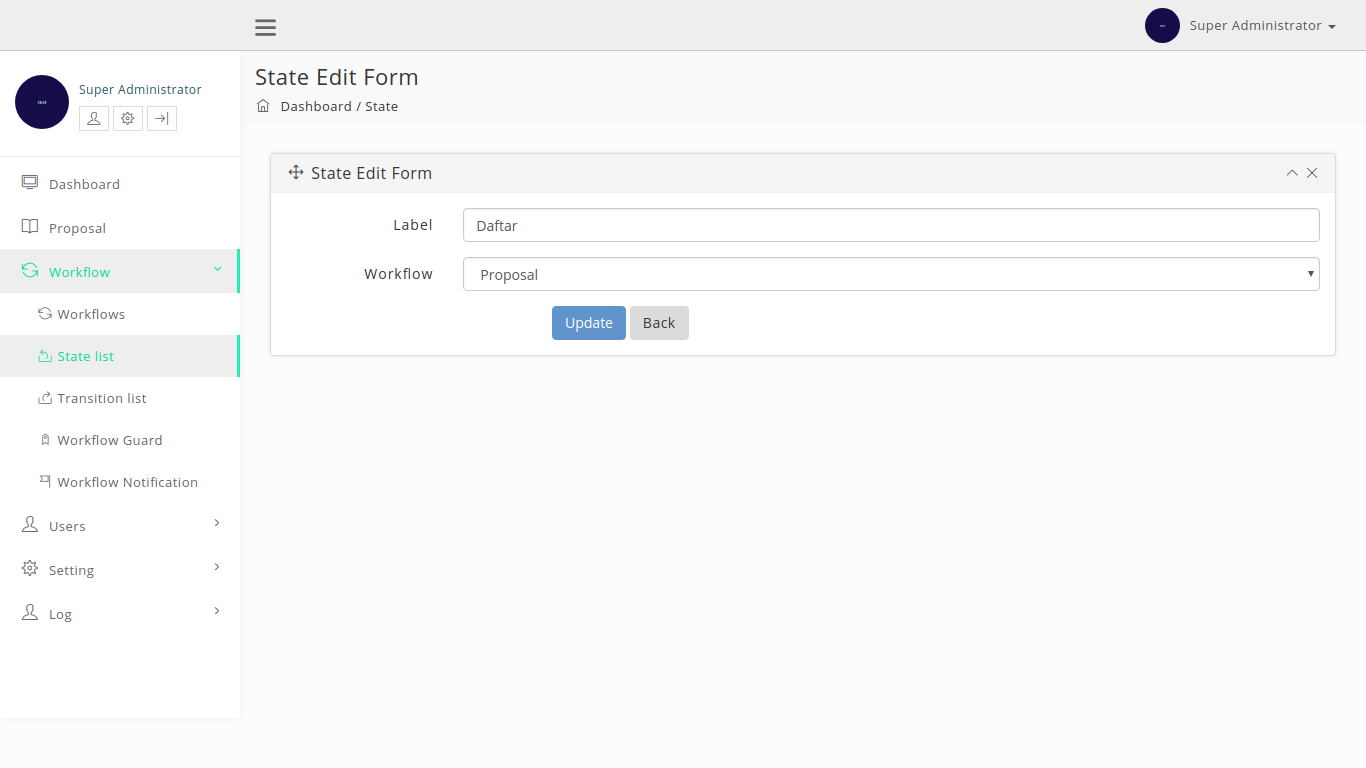 Super Administrator
Super Administrator
Dashboard
Proposal
Workflow
Workflows
State list
Transition list
Workflow Guard
Workflow Notification
Users
Setting
Log
State Edit Form
Dashboard / State
State Edit Form
Label
Daftar
Workflow
Proposal
Update Back